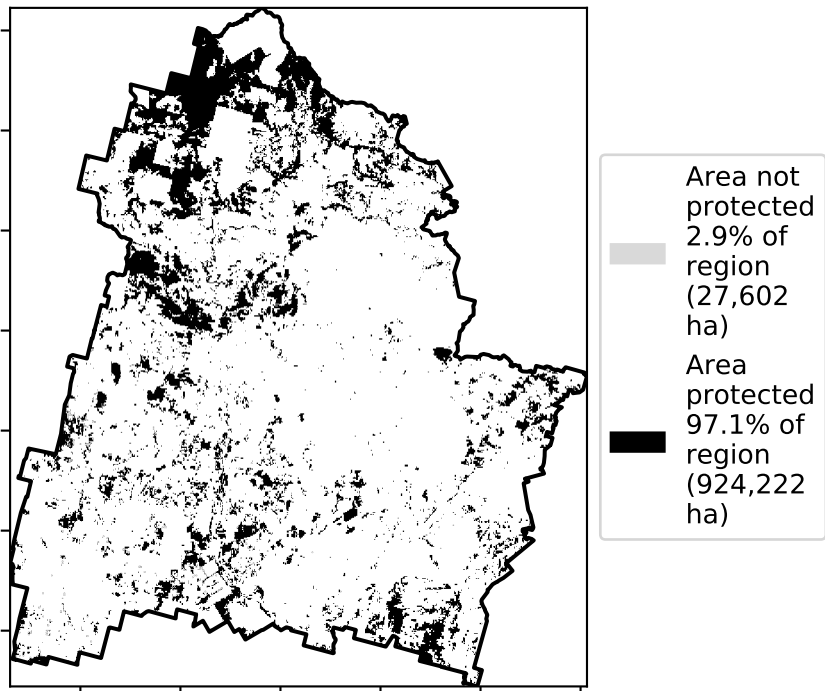 Area not
protected
2.9% of
region
(27,602
ha)
Area
protected
97.1% of
region
(924,222
ha)